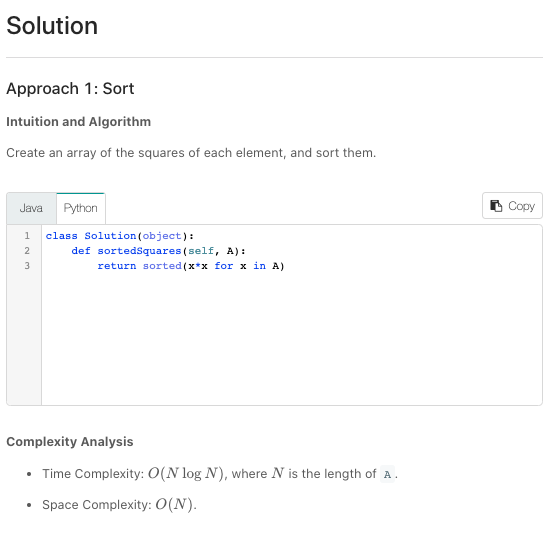 Solution
Approach 1: Sort
Intuition and Algorithm
Create an array of the squares of each element, and sort them.
Java Python Copy
1 class Solution(object):
2     def sortedSquares(self, A):
3         return sorted(x*x for x in A)
Complexity Analysis
• Time Complexity: O(N log N), where N is the length of A.
• Space Complexity: O(N).